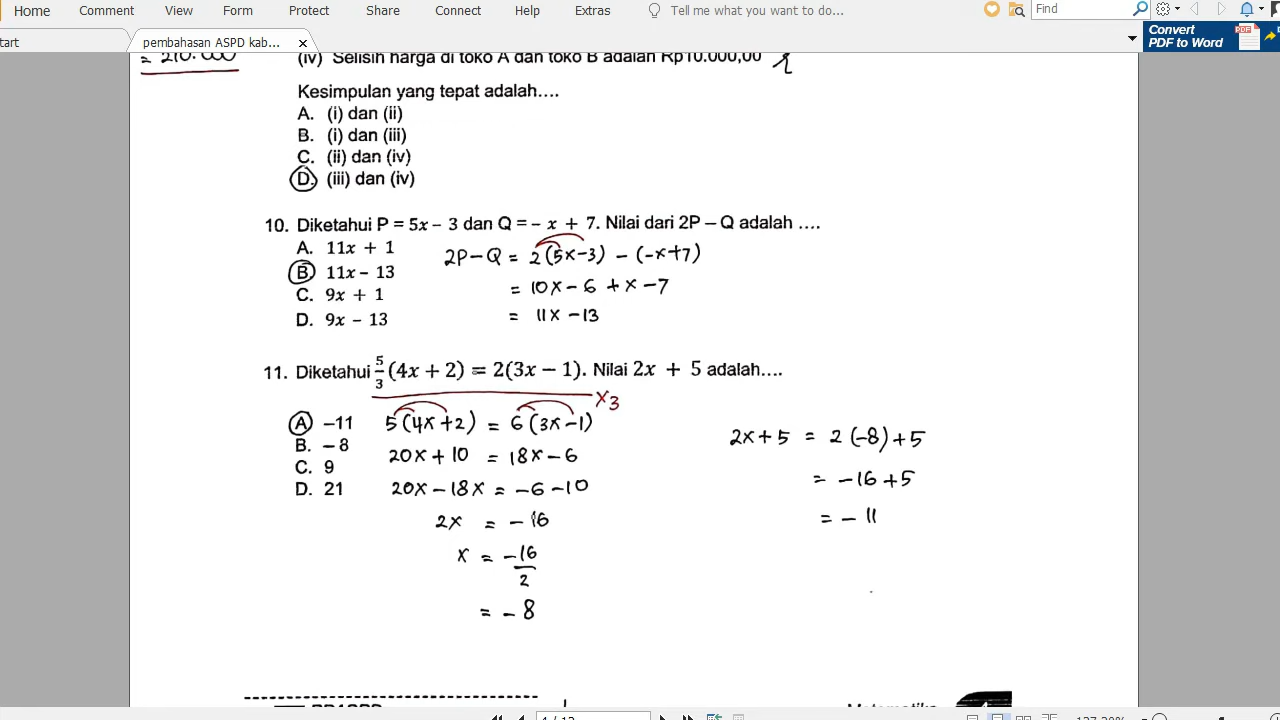 Home Comment View Form Protect Share Connect Help Extras Tell me what you want to do... Find
tart pembahasan ASPD kab... × Convert PDF to Word PDF
= 210.000 (iv) Selisih harga di toko A dan toko B adalah Rp10.000,00
Kesimpulan yang tepat adalah....
A. (i) dan (ii)
B. (i) dan (iii)
C. (ii) dan (iv)
D. (iii) dan (iv)
10. Diketahui P = 5x – 3 dan Q = – x + 7. Nilai dari 2P – Q adalah ....
A. 11x + 1
B. 11x – 13
C. 9x + 1
D. 9x – 13
2P – Q = 2(5x–3) – (–x+7)
= 10x – 6 + x – 7
= 11x – 13
11. Diketahui 5/3 (4x + 2) = 2(3x – 1). Nilai 2x + 5 adalah....
x3
A. –11
B. – 8
C. 9
D. 21
5(4x+2) = 6(3x–1)
20x + 10 = 18x – 6
20x – 18x = –6 –10
2x = –16
x = –16/2
= – 8
2x + 5 = 2(–8)+5
= –16 + 5
= – 11
Matematika